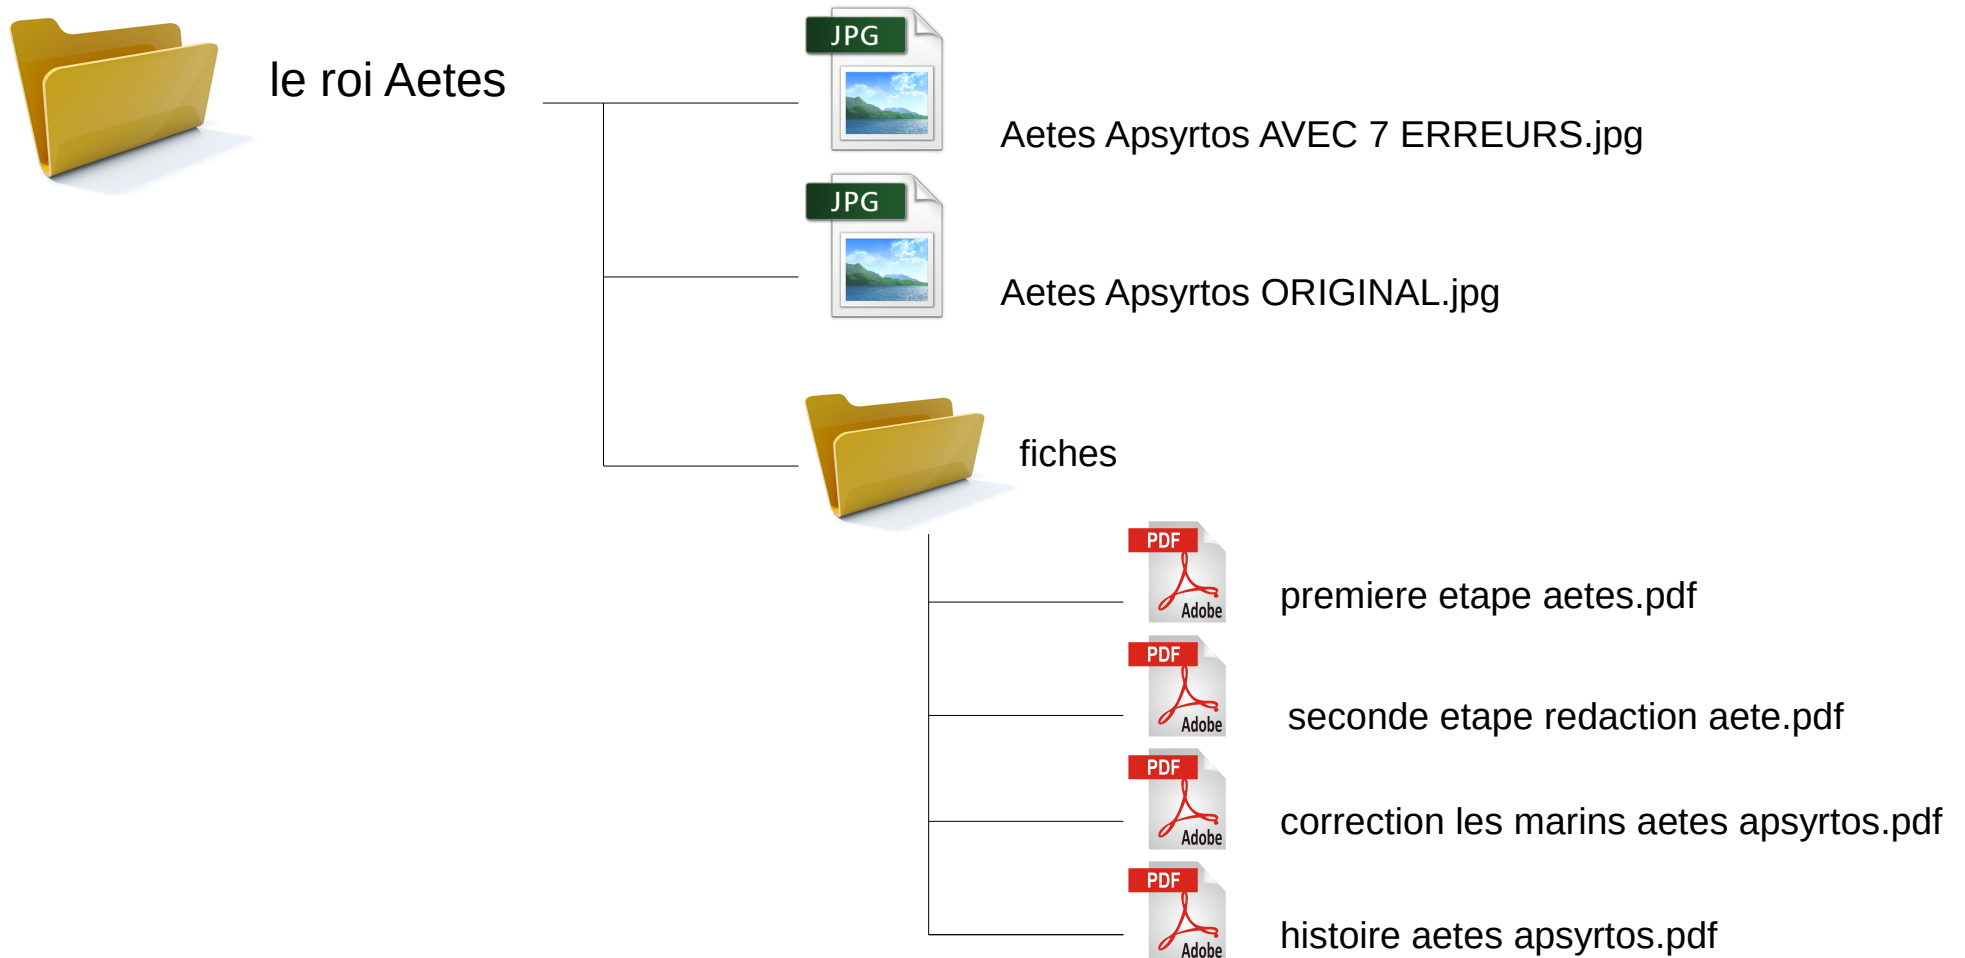 le roi Aetes
JPG
Aetes Apsyrtos AVEC 7 ERREURS.jpg
JPG
Aetes Apsyrtos ORIGINAL.jpg
fiches
PDF
Adobe
premiere etape aetes.pdf
PDF
Adobe
seconde etape redaction aete.pdf
PDF
Adobe
correction les marins aetes apsyrtos.pdf
PDF
Adobe
histoire aetes apsyrtos.pdf